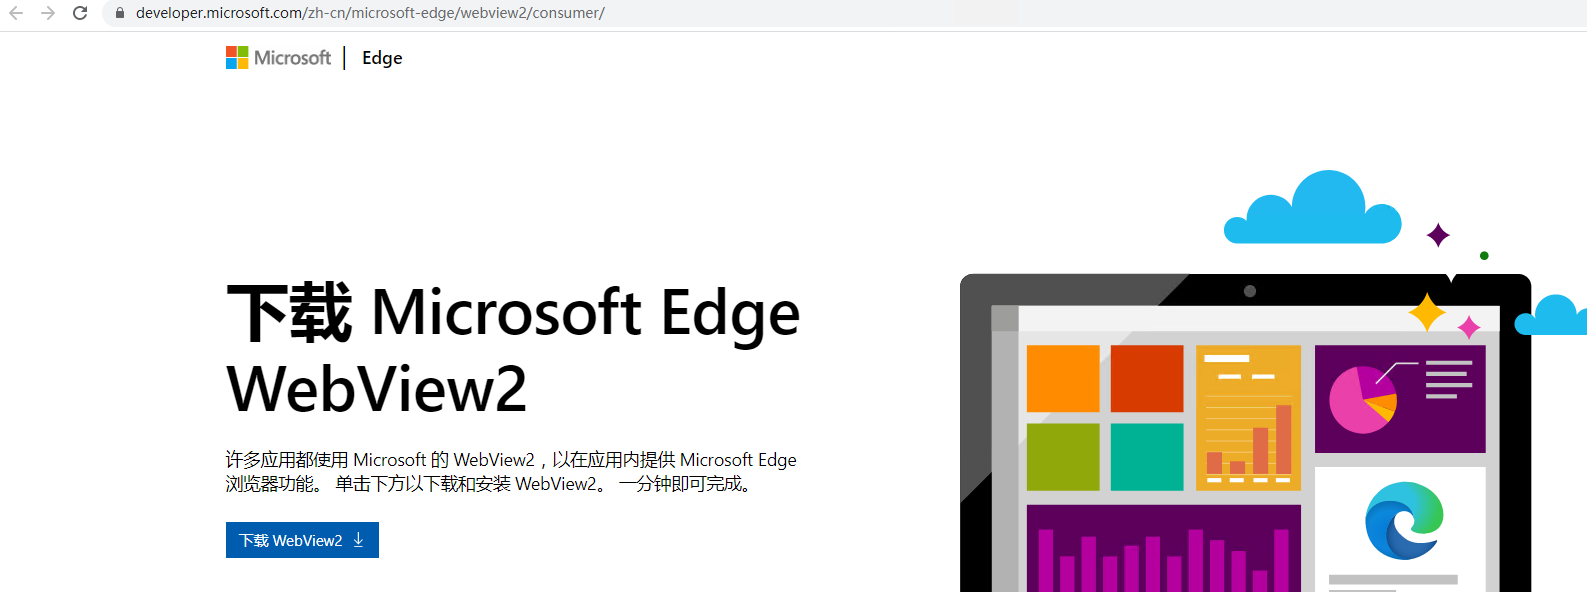 developer.microsoft.com/zh-cn/microsoft-edge/webview2/consumer/
Microsoft | Edge
下载 Microsoft Edge
WebView2
许多应用都使用 Microsoft 的 WebView2，以在应用内提供 Microsoft Edge
浏览器功能。 单击下方以下载和安装 WebView2。 一分钟即可完成。
下载 WebView2